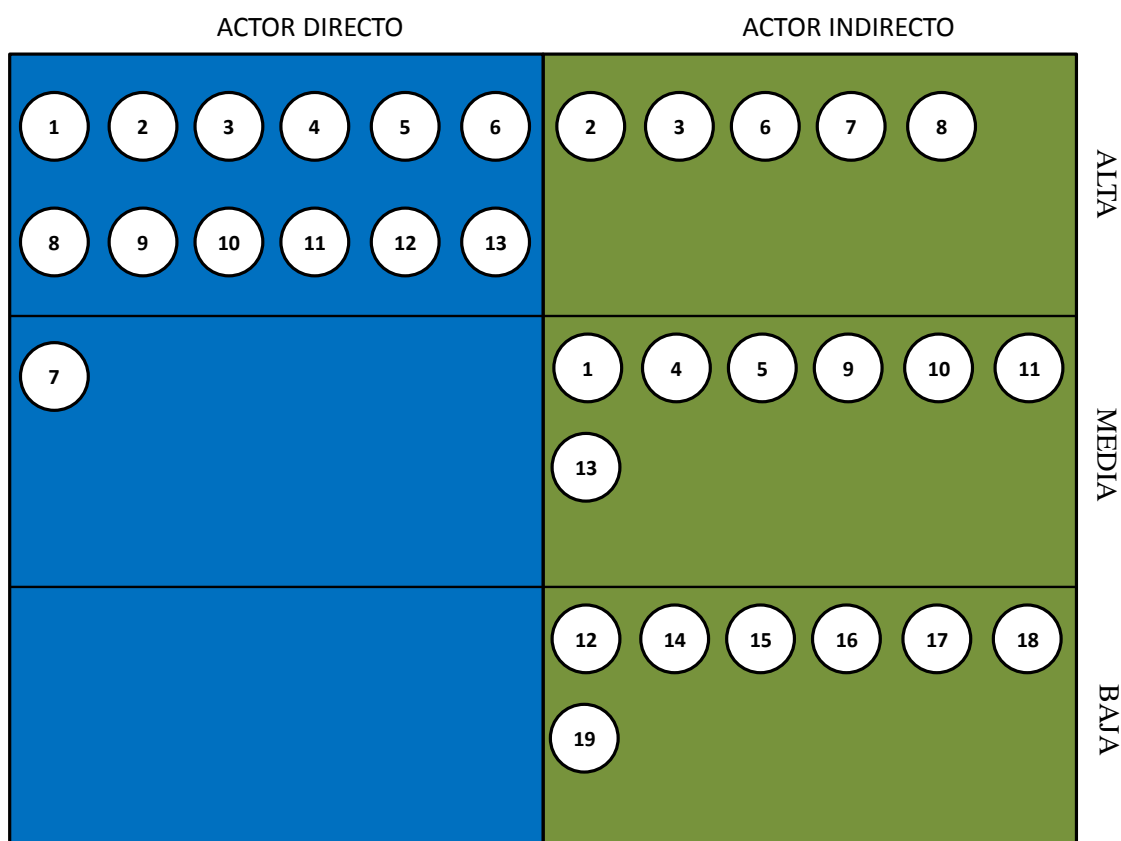 ACTOR DIRECTO ACTOR INDIRECTO
1 2 3 4 5 6 2 3 6 7 8
8 9 10 11 12 13
ALTA
7 1 4 5 9 10 11
13
MEDIA
12 14 15 16 17 18
19
BAJA